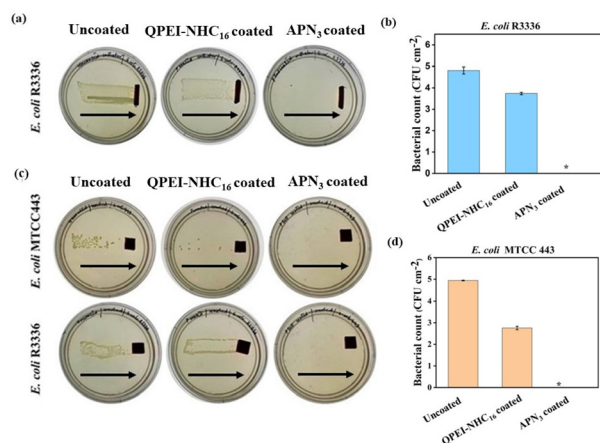 (a)
Uncoated
QPEI-NHC16 coated
APN3 coated
E. coli R3336
(b)
E. coli R3336
Bacterial count (CFU cm-2)
6
5
4
3
2
1
0
*
Uncoated
QPEI-NHC16 coated
APN3 coated
(c)
Uncoated
QPEI-NHC16 coated
APN3 coated
E. coli MTCC443
E. coli R3336
(d)
E. coli MTCC 443
Bacterial count (CFU cm-2)
6
5
4
3
2
1
0
*
Uncoated
QPEI-NHC16 coated
APN3 coated